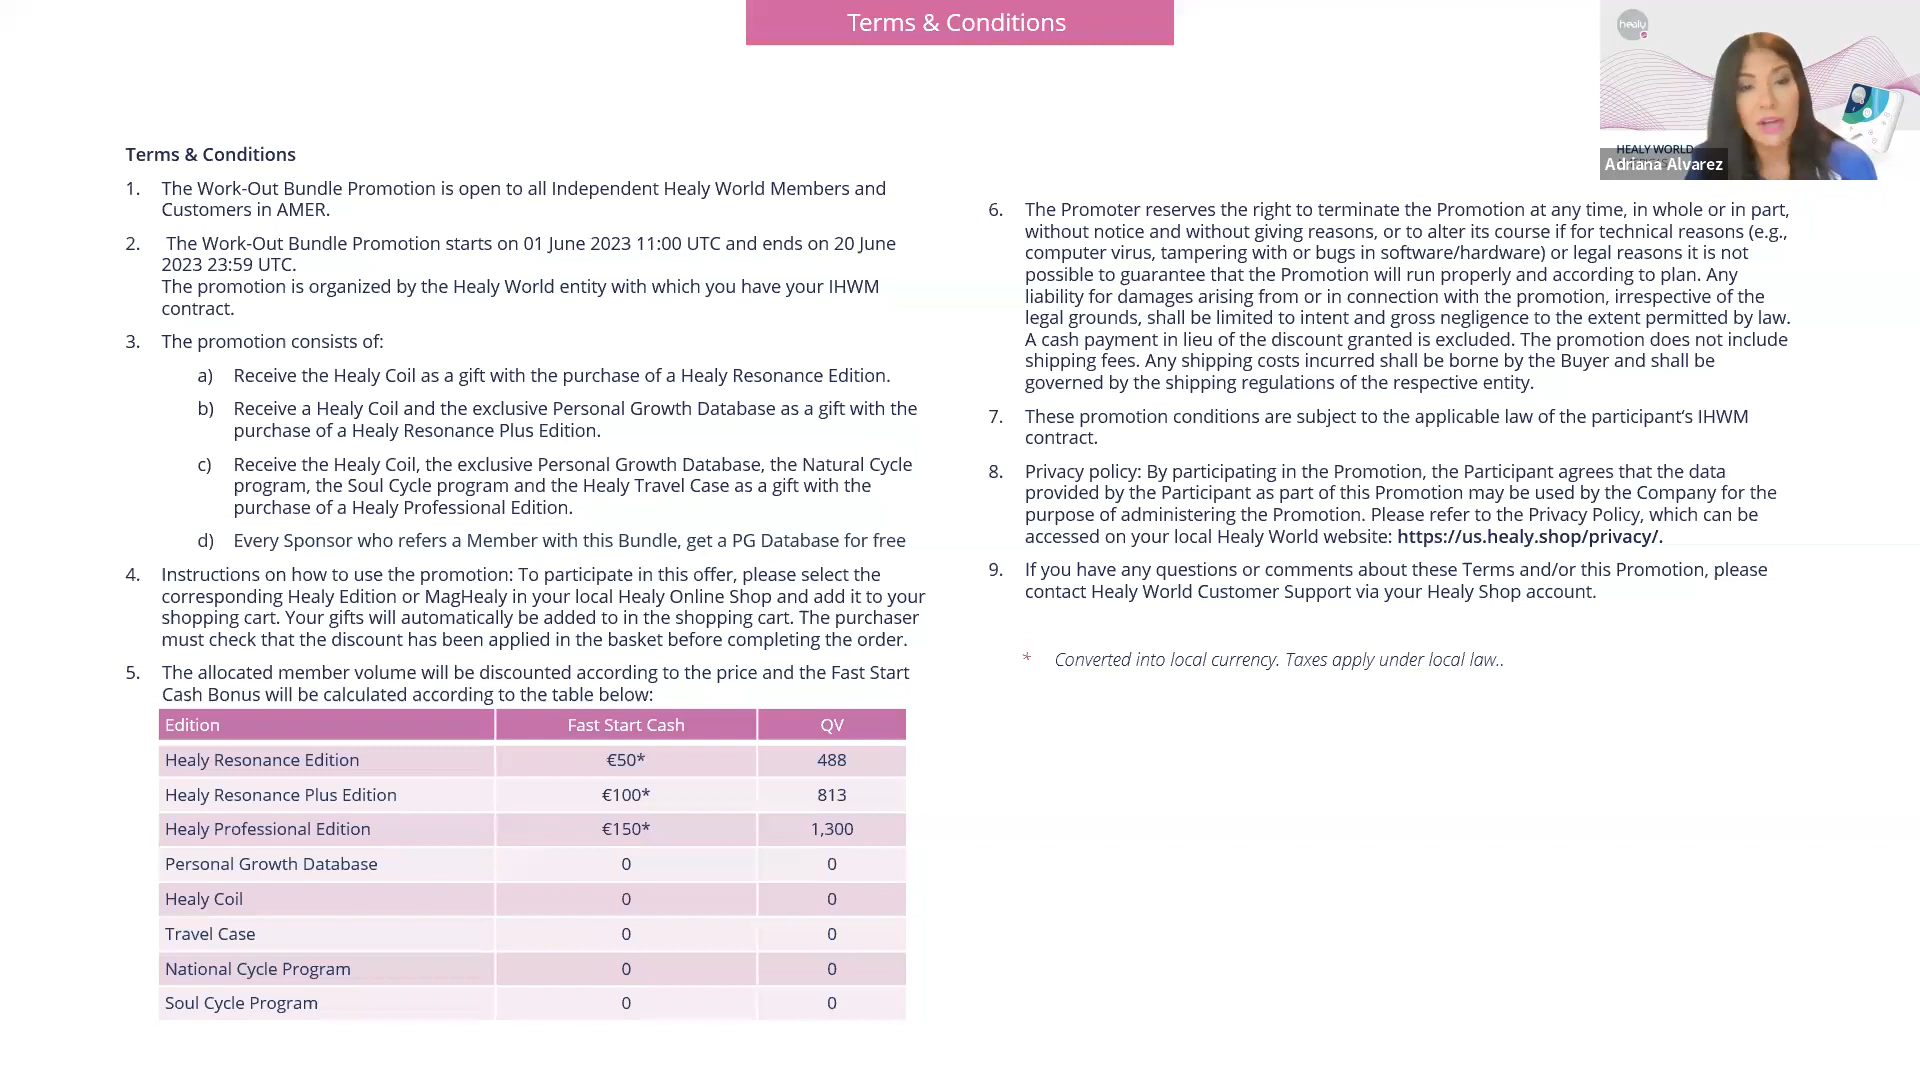 Terms & Conditions
healy
HEALY WORLD
Adriana Alvarez
Terms & Conditions
1. The Work-Out Bundle Promotion is open to all Independent Healy World Members and
Customers in AMER.
2. The Work-Out Bundle Promotion starts on 01 June 2023 11:00 UTC and ends on 20 June
2023 23:59 UTC.
The promotion is organized by the Healy World entity with which you have your IHWM
contract.
3. The promotion consists of:
a) Receive the Healy Coil as a gift with the purchase of a Healy Resonance Edition.
b) Receive a Healy Coil and the exclusive Personal Growth Database as a gift with the
purchase of a Healy Resonance Plus Edition.
c) Receive the Healy Coil, the exclusive Personal Growth Database, the Natural Cycle
program, the Soul Cycle program and the Healy Travel Case as a gift with the
purchase of a Healy Professional Edition.
d) Every Sponsor who refers a Member with this Bundle, get a PG Database for free
4. Instructions on how to use the promotion: To participate in this offer, please select the
corresponding Healy Edition or MagHealy in your local Healy Online Shop and add it to your
shopping cart. Your gifts will automatically be added to in the shopping cart. The purchaser
must check that the discount has been applied in the basket before completing the order.
5. The allocated member volume will be discounted according to the price and the Fast Start
Cash Bonus will be calculated according to the table below:
Edition Fast Start Cash QV
Healy Resonance Edition €50* 488
Healy Resonance Plus Edition €100* 813
Healy Professional Edition €150* 1,300
Personal Growth Database 0 0
Healy Coil 0 0
Travel Case 0 0
National Cycle Program 0 0
Soul Cycle Program 0 0
6. The Promoter reserves the right to terminate the Promotion at any time, in whole or in part,
without notice and without giving reasons, or to alter its course if for technical reasons (e.g.,
computer virus, tampering with or bugs in software/hardware) or legal reasons it is not
possible to guarantee that the Promotion will run properly and according to plan. Any
liability for damages arising from or in connection with the promotion, irrespective of the
legal grounds, shall be limited to intent and gross negligence to the extent permitted by law.
A cash payment in lieu of the discount granted is excluded. The promotion does not include
shipping fees. Any shipping costs incurred shall be borne by the Buyer and shall be
governed by the shipping regulations of the respective entity.
7. These promotion conditions are subject to the applicable law of the participant‘s IHWM
contract.
8. Privacy policy: By participating in the Promotion, the Participant agrees that the data
provided by the Participant as part of this Promotion may be used by the Company for the
purpose of administering the Promotion. Please refer to the Privacy Policy, which can be
accessed on your local Healy World website: https://us.healy.shop/privacy/.
9. If you have any questions or comments about these Terms and/or this Promotion, please
contact Healy World Customer Support via your Healy Shop account.
* Converted into local currency. Taxes apply under local law..